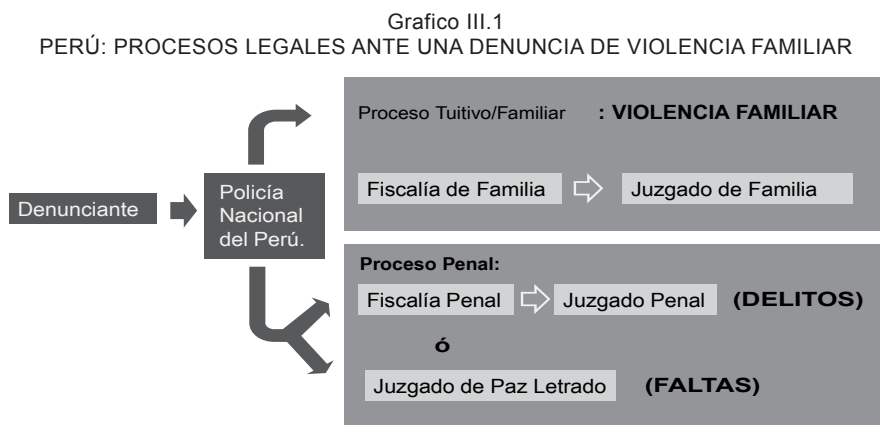 Grafico III.1
PERÚ: PROCESOS LEGALES ANTE UNA DENUNCIA DE VIOLENCIA FAMILIAR
Denunciante
Policía
Nacional
del Perú.
Proceso Tuitivo/Familiar : VIOLENCIA FAMILIAR
Fiscalía de Familia
Juzgado de Familia
Proceso Penal:
Fiscalía Penal
Juzgado Penal
(DELITOS)
ó
Juzgado de Paz Letrado
(FALTAS)